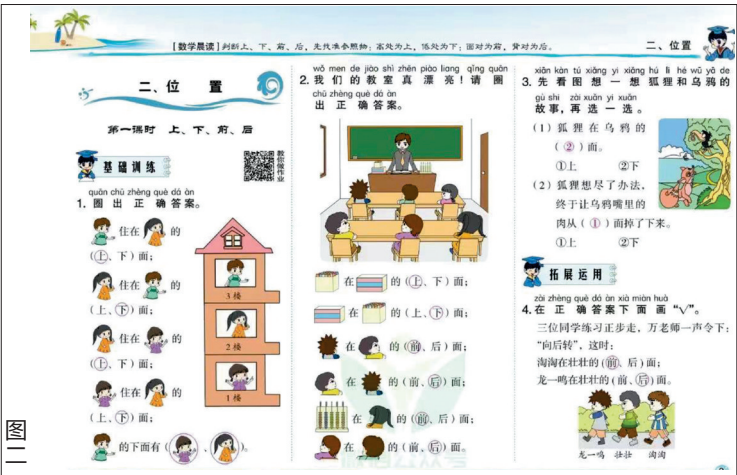 【数学晨读】判断上、下、前、后，先找准参照物；高处为上，低处为下；面对为前，背对为后。
二、位置
二、位 置
第一课时 上、下、前、后
基础训练
教你做作业
quān chū zhèng què dá àn
1. 圈 出 正 确 答 案。
住在 的
(上、下)面；
住在 的
(上、下)面；
住在 的
(上、下)面；
住在 的
(上、下)面；
的下面有( 、 )。
3楼
2楼
1楼
wǒ men de jiào shì zhēn piào liang qǐng quān
2. 我 们 的 教 室 真 漂 亮！请 圈
chū zhèng què dá àn
出 正 确 答 案。
在 的(上、下)面；
在 的(上、下)面；
在 的(前、后)面；
在 的(前、后)面；
在 的(前、后)面；
在 的(前、后)面。
xiān kàn tú xiǎng yi xiǎng hú li hé wū yā de
3. 先 看 图 想 一 想 狐 狸 和 乌 鸦 的
gù shi zài xuǎn yi xuǎn
故 事，再 选 一 选 。
(1) 狐 狸 在 乌 鸦 的
( ② )面。
①上 ②下
(2) 狐狸想尽了办法，
终于让乌鸦嘴里的
肉从( ① )面掉了下来。
①上 ②下
拓展运用
zài zhèng què dá àn xià miàn huà
4. 在 正 确 答 案 下 面 画 “√”。
三位同学练习正步走，万老师一声令下：
“向后转”，这时：
淘淘在壮壮的(前、后)面；
龙一鸣在壮壮的(前、后)面。
龙一鸣 壮壮 淘淘
图
二